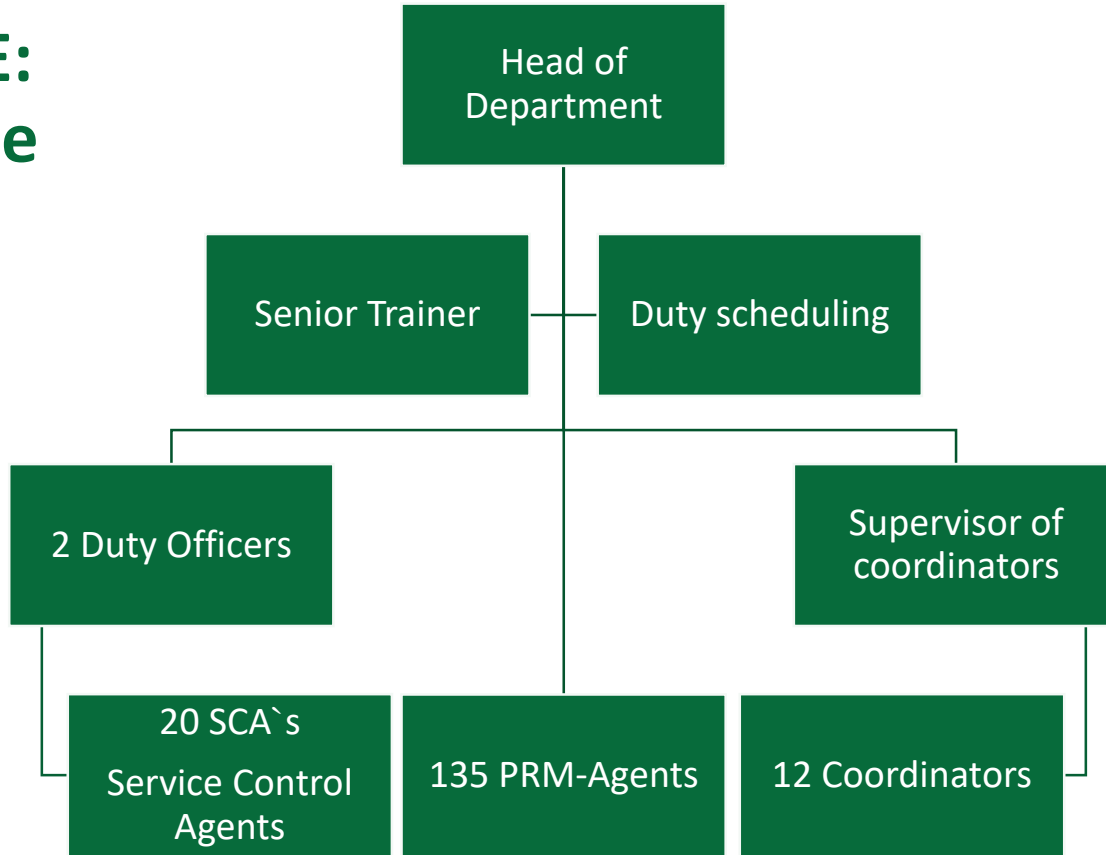 E:
e
Head of
Department
Senior Trainer
Duty scheduling
2 Duty Officers
Supervisor of
coordinators
20 SCA`s
Service Control
Agents
135 PRM-Agents
12 Coordinators